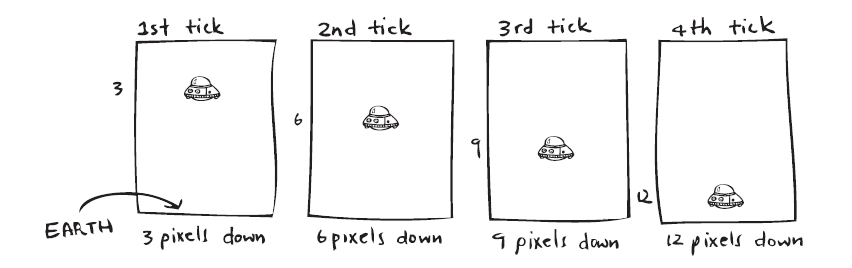 1st tick
2nd tick
3rd tick
4th tick
3
6
9
12
EARTH
3 pixels down
6 pixels down
9 pixels down
12 pixels down